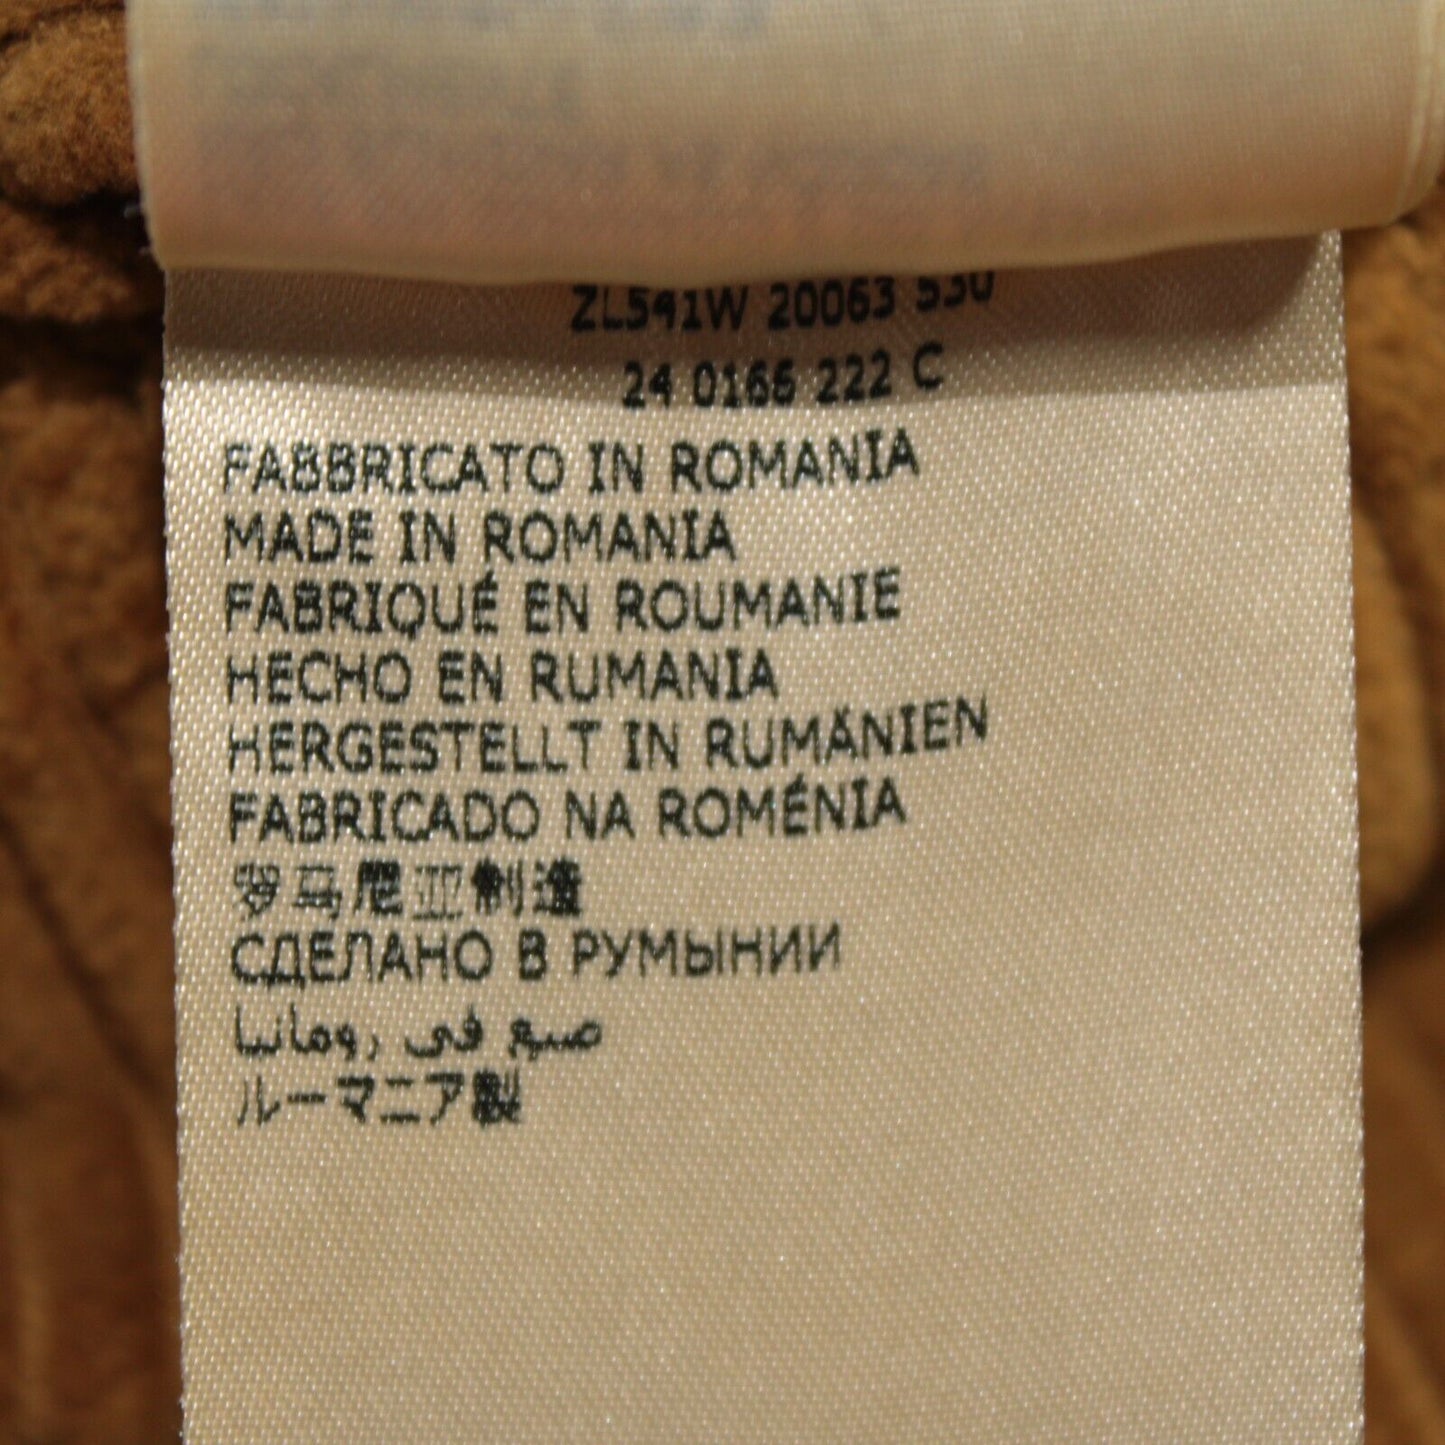 ZL541W 20063 530
24 0166 222 C
FABBRICATO IN ROMANIA
MADE IN ROMANIA
FABRIQUÉ EN ROUMANIE
HECHO EN RUMANIA
HERGESTELLT IN RUMÄNIEN
FABRICADO NA ROMÉNIA
罗马尼亚制造
СДЕЛАНО В РУМЫНИИ
صنع في رومانيا
ルーマニア製